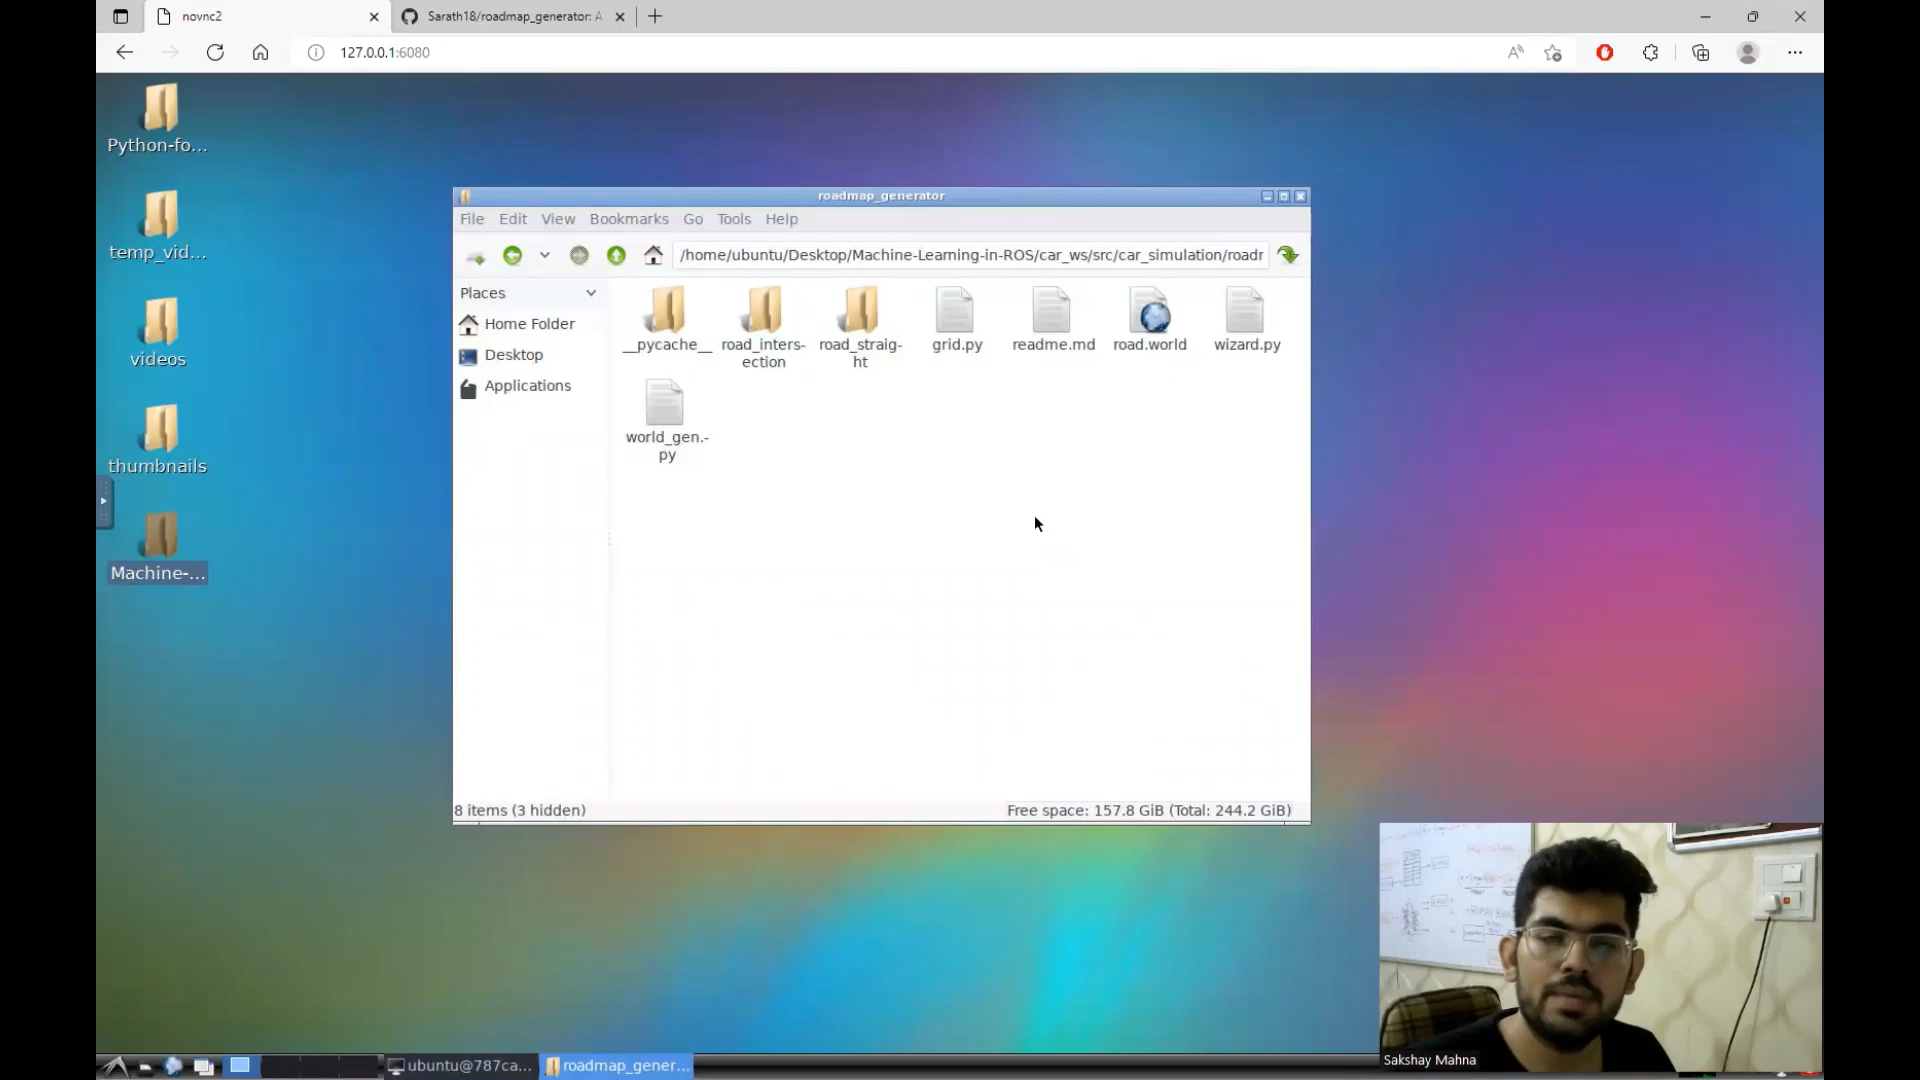 novnc2
Sarath18/roadmap_generator: A
127.0.0.1:6080
Python-fo...
temp_vid...
videos
thumbnails
Machine-...
roadmap_generator
File Edit View Bookmarks Go Tools Help
/home/ubuntu/Desktop/Machine-Learning-in-ROS/car_ws/src/car_simulation/roadr
Places
Home Folder
Desktop
Applications
__pycache__
road_inters-
ection
road_straig-
ht
grid.py
readme.md
road.world
wizard.py
world_gen.-
py
8 items (3 hidden)
Free space: 157.8 GiB (Total: 244.2 GiB)
ubuntu@787ca...
roadmap_gener...
Sakshay Mahna